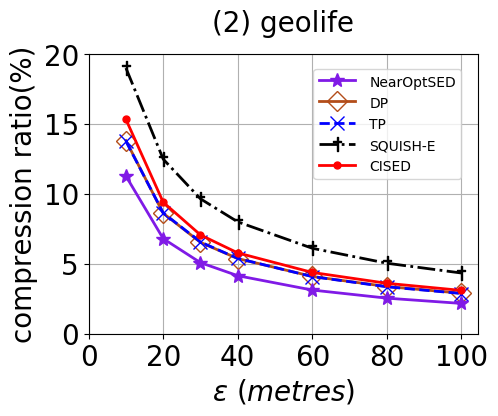 (2) geolife
compression ratio(%)
20
15
10
5
0
NearOptSED
DP
TP
SQUISH-E
CISED
0 20 40 60 80 100
ε (metres)